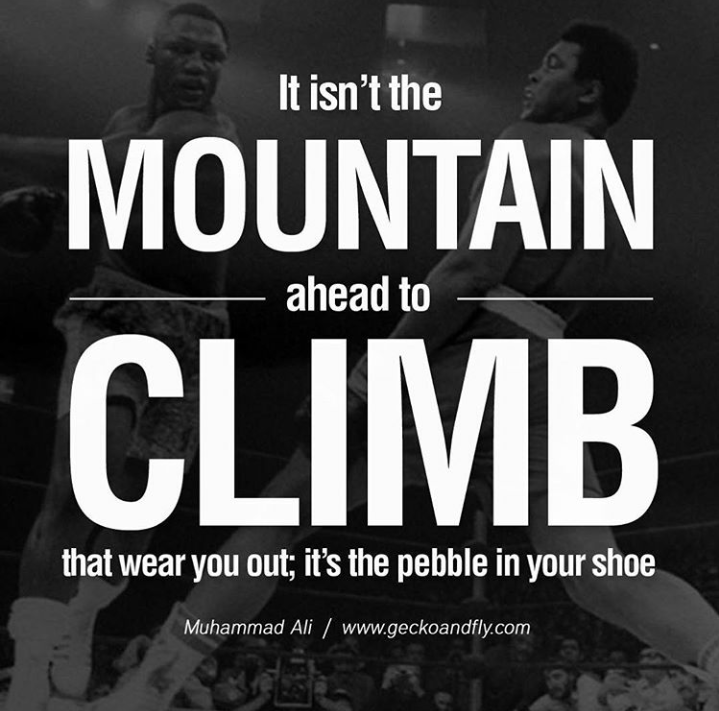 It isn't the
MOUNTAIN
ahead to
CLIMB
that wear you out; it's the pebble in your shoe
Muhammad Ali / www.geckoandfly.com